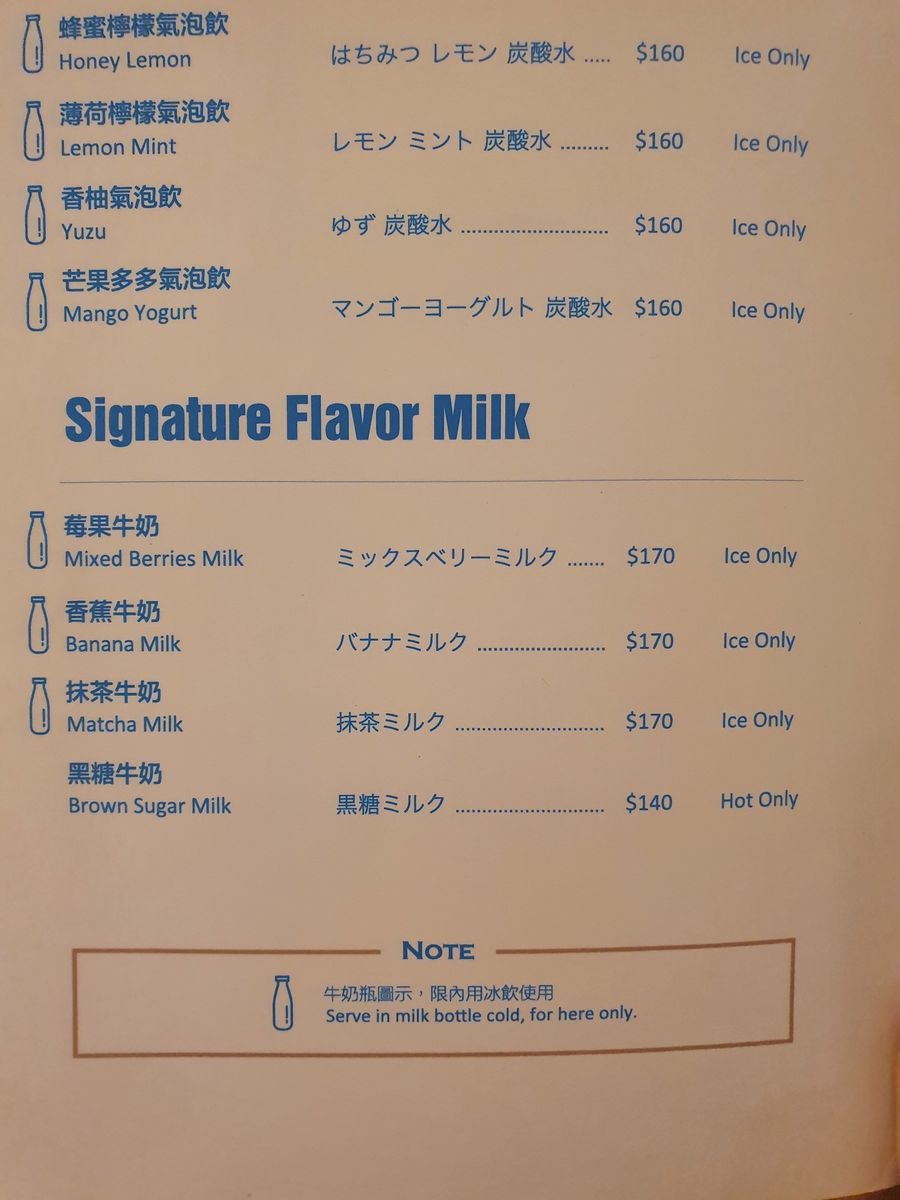 蜂蜜檸檬氣泡飲
Honey Lemon はちみつ レモン 炭酸水 ..... $160 Ice Only
薄荷檸檬氣泡飲
Lemon Mint レモン ミント 炭酸水 ......... $160 Ice Only
香柚氣泡飲
Yuzu ゆず 炭酸水 ........................... $160 Ice Only
芒果多多氣泡飲
Mango Yogurt マンゴーヨーグルト 炭酸水 $160 Ice Only
Signature Flavor Milk
莓果牛奶
Mixed Berries Milk ミックスベリーミルク ....... $170 Ice Only
香蕉牛奶
Banana Milk バナナミルク ........................ $170 Ice Only
抹茶牛奶
Matcha Milk 抹茶ミルク ............................ $170 Ice Only
黑糖牛奶
Brown Sugar Milk 黒糖ミルク ............................ $140 Hot Only
NOTE
牛奶瓶圖示，限內用冰飲使用
Serve in milk bottle cold, for here only.